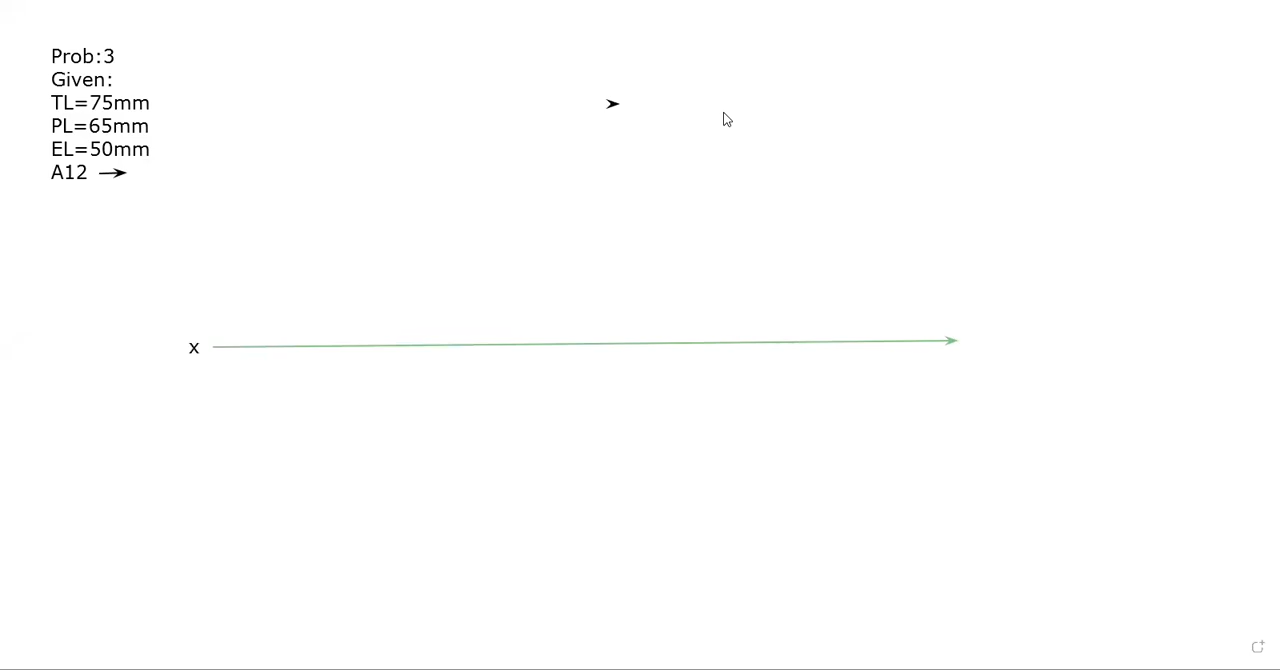 Prob:3
Given:
TL=75mm
PL=65mm
EL=50mm
A12 →
x